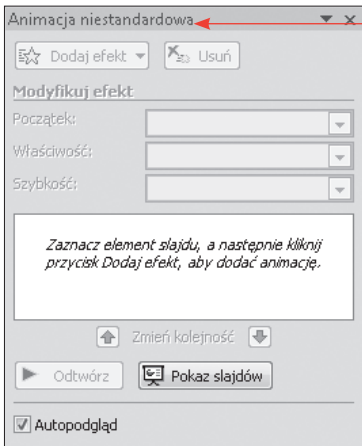 Animacja niestandardowa
Dodaj efekt
Usuń
Modyfikuj efekt
Początek:
Właściwość:
Szybkość:
Zaznacz element slajdu, a następnie kliknij
przycisk Dodaj efekt, aby dodać animację.
Zmień kolejność
Odtwórz
Pokaz slajdów
Autopodgląd